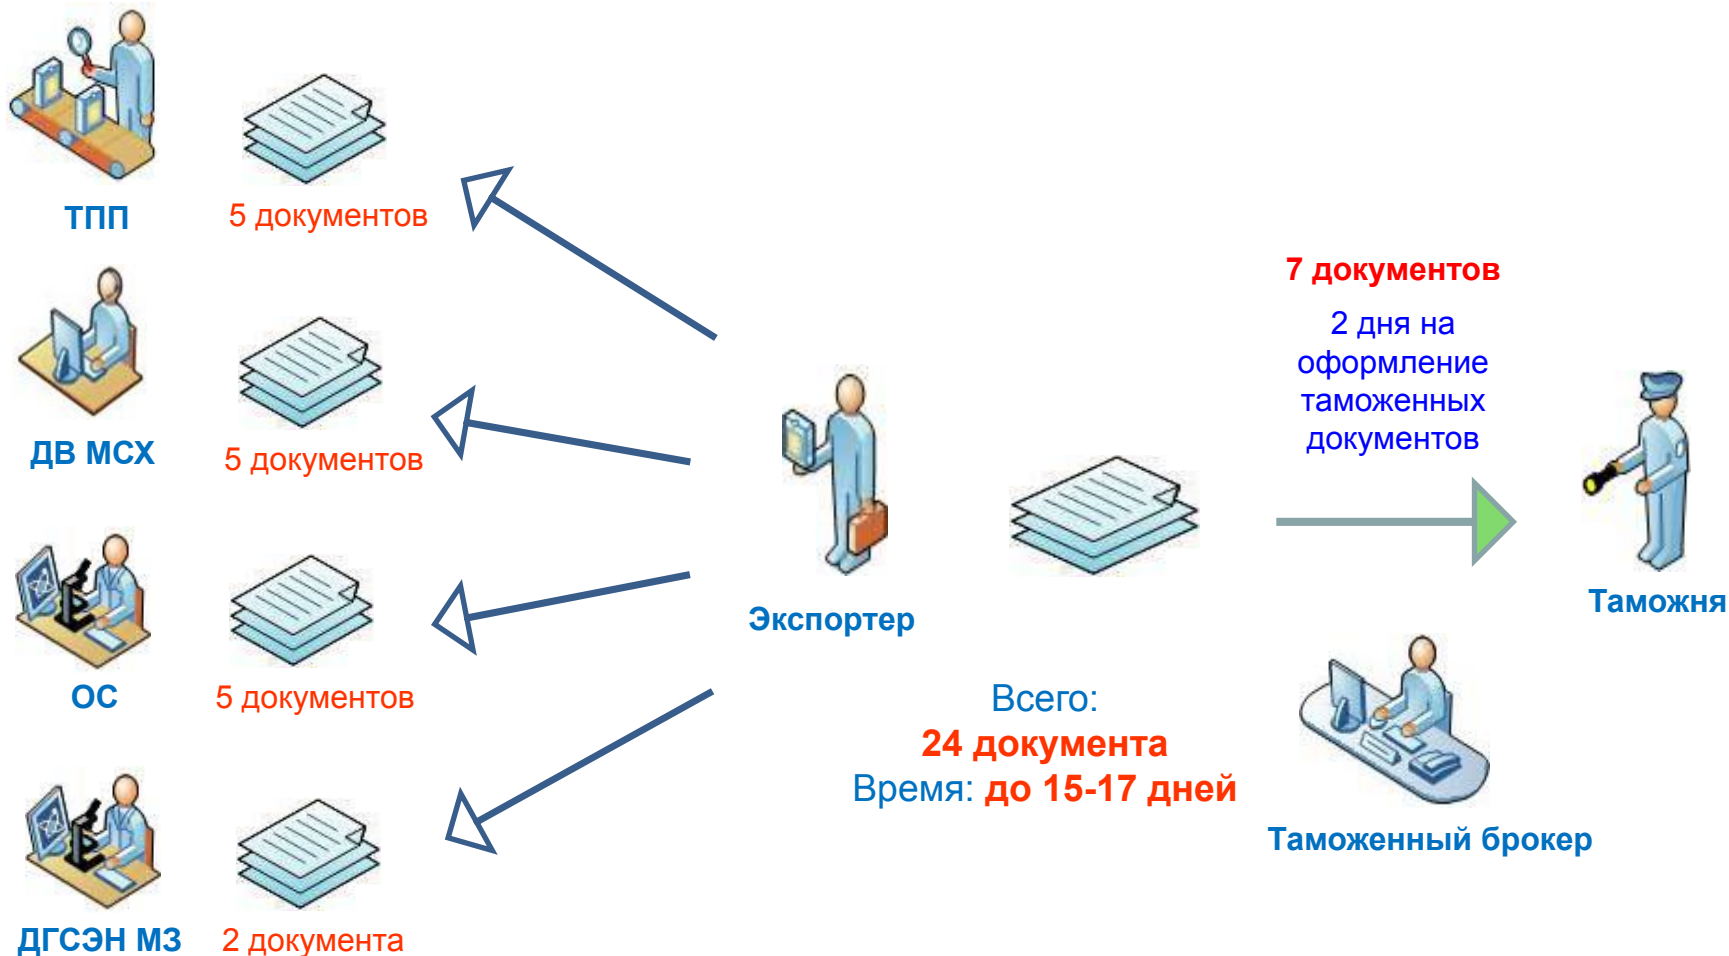 ТПП
5 документов
ДВ МСХ
5 документов
ОС
5 документов
ДГСЭН МЗ
2 документа
Экспортер
Всего:
24 документа
Время: до 15-17 дней
7 документов
2 дня на
оформление
таможенных
документов
Таможня
Таможенный брокер